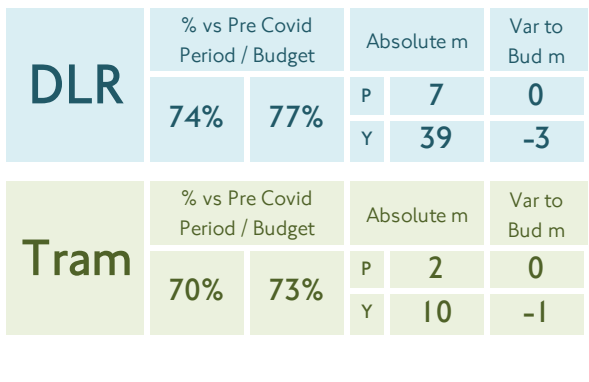 DLR
% vs Pre Covid
Period / Budget
Absolute m
Var to
Bud m
74% 77%
P 7 0
Y 39 -3
Tram
% vs Pre Covid
Period / Budget
Absolute m
Var to
Bud m
70% 73%
P 2 0
Y 10 -1